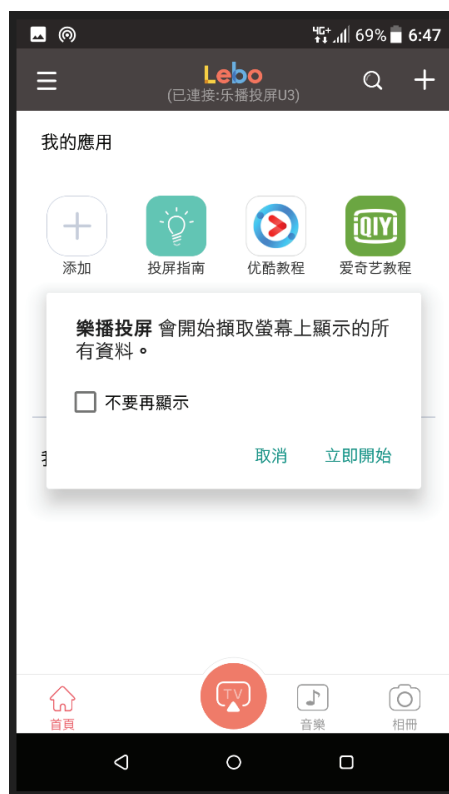 4G+ 69% 6:47
Lebo
(已連接:乐播投屏U3)
我的應用
添加 投屏指南 优酷教程 iQIYI 爱奇艺教程
樂播投屏 會開始擷取螢幕上顯示的所
有資料。
不要再顯示
取消 立即開始
TV
首頁 音樂 相冊